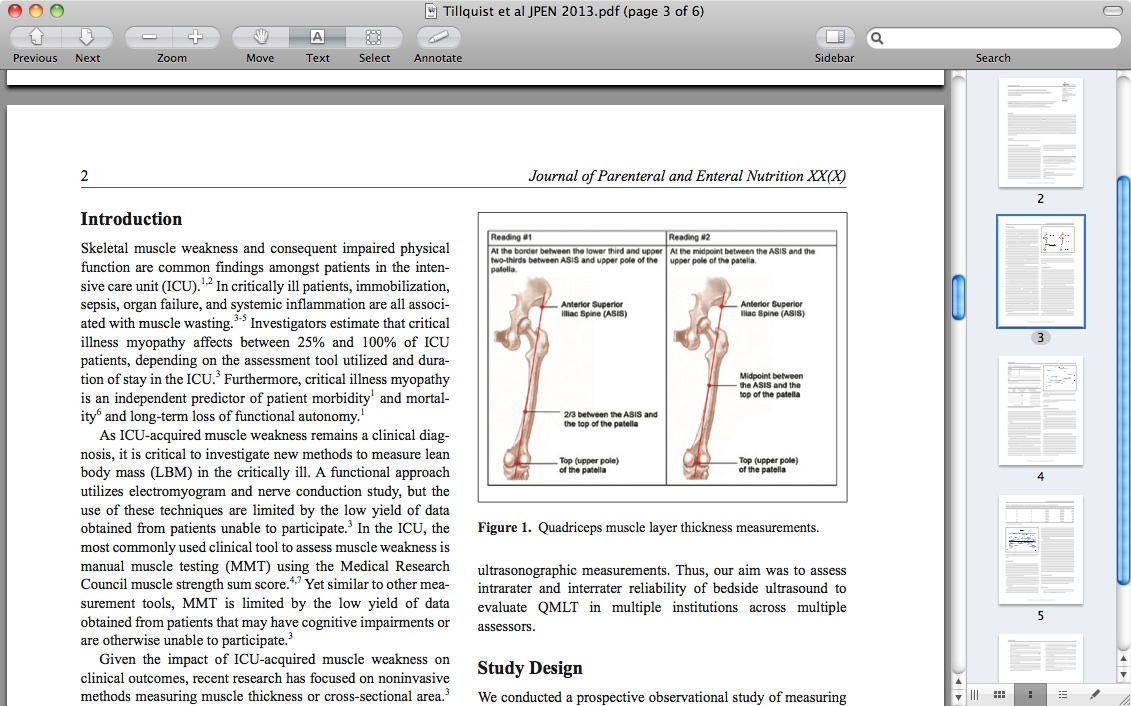 Tillquist et al JPEN 2013.pdf (page 3 of 6)
Previous Next Zoom Move Text Select Annotate Sidebar Search
2
Journal of Parenteral and Enteral Nutrition XX(X)
Introduction
Skeletal muscle weakness and consequent impaired physical
function are common findings amongst patients in the inten-
sive care unit (ICU).1,2 In critically ill patients, immobilization,
sepsis, organ failure, and systemic inflammation are all associ-
ated with muscle wasting.3-5 Investigators estimate that critical
illness myopathy affects between 25% and 100% of ICU
patients, depending on the assessment tool utilized and dura-
tion of stay in the ICU.3 Furthermore, critical illness myopathy
is an independent predictor of patient morbidity1 and mortal-
ity6 and long-term loss of functional autonomy.1
As ICU-acquired muscle weakness remains a clinical diag-
nosis, it is critical to investigate new methods to measure lean
body mass (LBM) in the critically ill. A functional approach
utilizes electromyogram and nerve conduction study, but the
use of these techniques are limited by the low yield of data
obtained from patients unable to participate.3 In the ICU, the
most commonly used clinical tool to assess muscle weakness is
manual muscle testing (MMT) using the Medical Research
Council muscle strength sum score.4,7 Yet similar to other mea-
surement tools, MMT is limited by the low yield of data
obtained from patients that may have cognitive impairments or
are otherwise unable to participate.3
Given the impact of ICU-acquired muscle weakness on
clinical outcomes, recent research has focused on noninvasive
methods measuring muscle thickness or cross-sectional area.3
Reading #1
At the border between the lower third and upper
two-thirds between ASIS and upper pole of the
patella.
Anterior Superior
Iliac Spine (ASIS)
2/3 between the ASIS and
the top of the patella
Top (upper pole)
of the patella
Reading #2
At the midpoint between the ASIS and the
upper pole of the patella.
Anterior Superior
Iliac Spine (ASIS)
Midpoint between
the ASIS and the
top of the patella
Top (upper pole)
of the patella
Figure 1. Quadriceps muscle layer thickness measurements.
ultrasonographic measurements. Thus, our aim was to assess
intrarater and interrater reliability of bedside ultrasound to
evaluate QMLT in multiple institutions across multiple
assessors.
Study Design
We conducted a prospective observational study of measuring
2
3
4
5